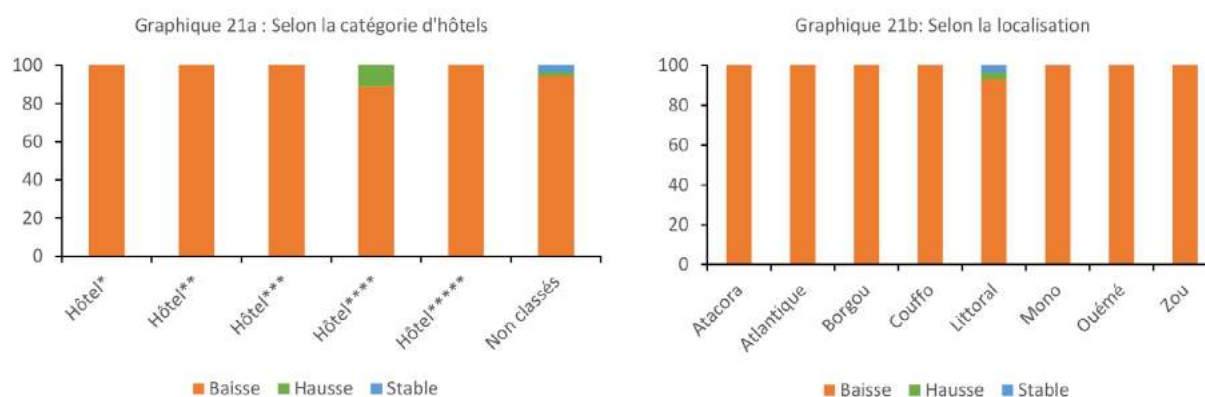 Graphique 21a : Selon la catégorie d'hôtels
100
80
60
40
20
0
Hôtel*
Hôtel**
Hôtel***
Hôtel****
Hôtel*****
Non classés
Baisse Hausse Stable
Graphique 21b: Selon la localisation
100
80
60
40
20
0
Atacora
Atlantique
Borgou
Couffo
Littoral
Mono
Ouémé
Zou
Baisse Hausse Stable